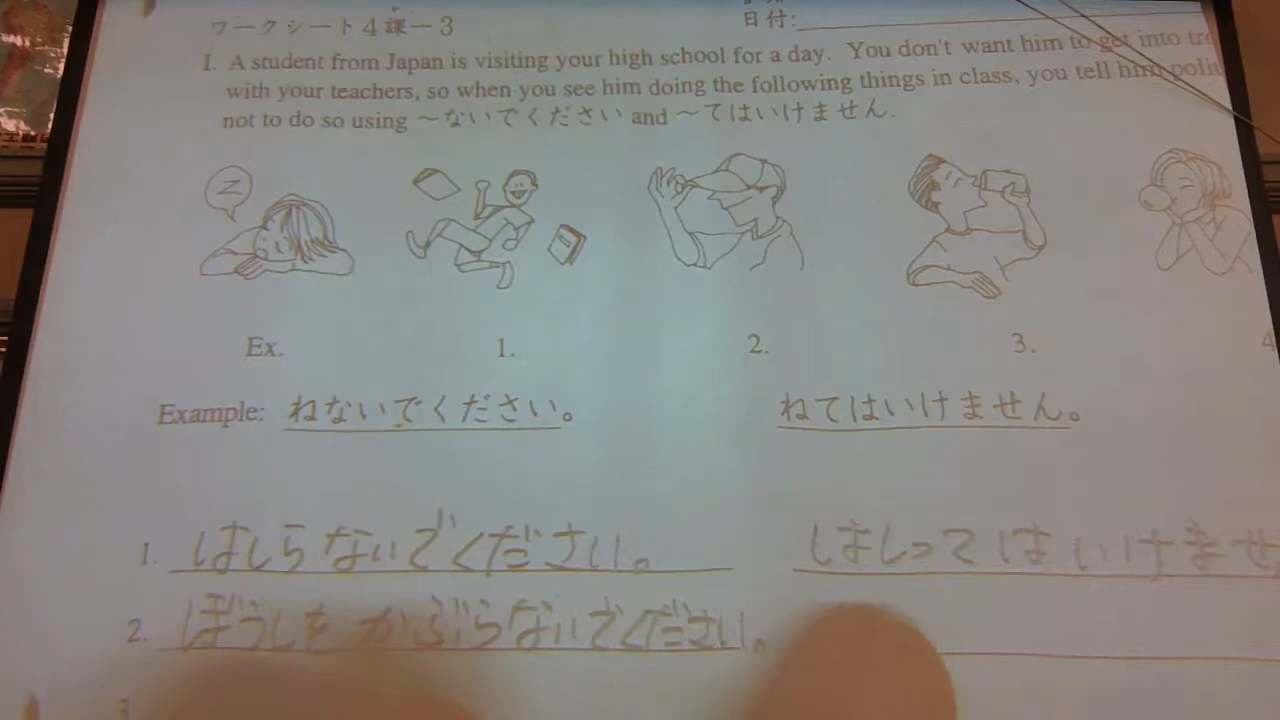 ワークシート4課-3
日付:
I. A student from Japan is visiting your high school for a day. You don't want him to get into
with your teachers, so when you see him doing the following things in class, you tell him
not to do so using ~ないでください and ~てはいけません.
Z
Ex. 1. 2. 3. 4
Example: ねないでください。 ねてはいけません。
1. はしらないでください。 はしってはいけませ
2. ぼうしをかぶらないでください。
3